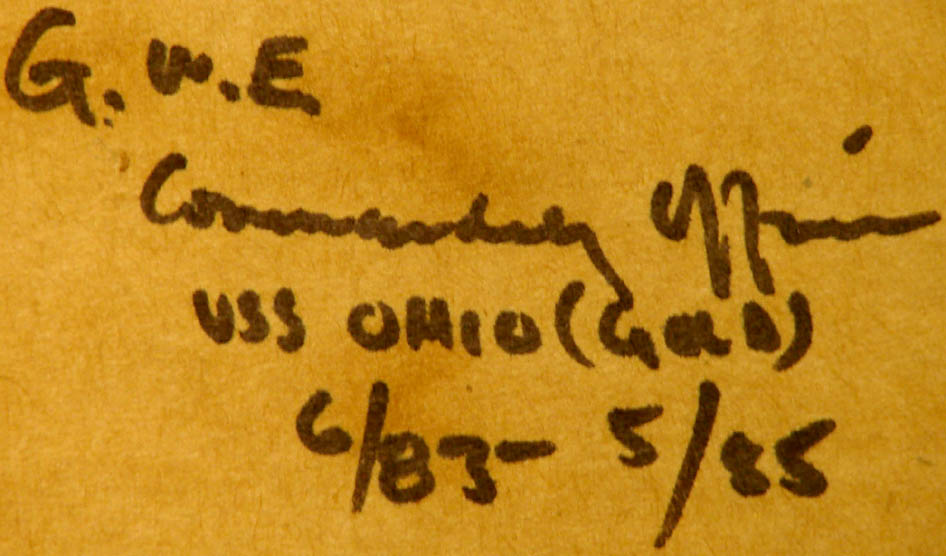 G.W.E
Commanding Officer
USS OHIO (GOLD)
6/83- 5/85